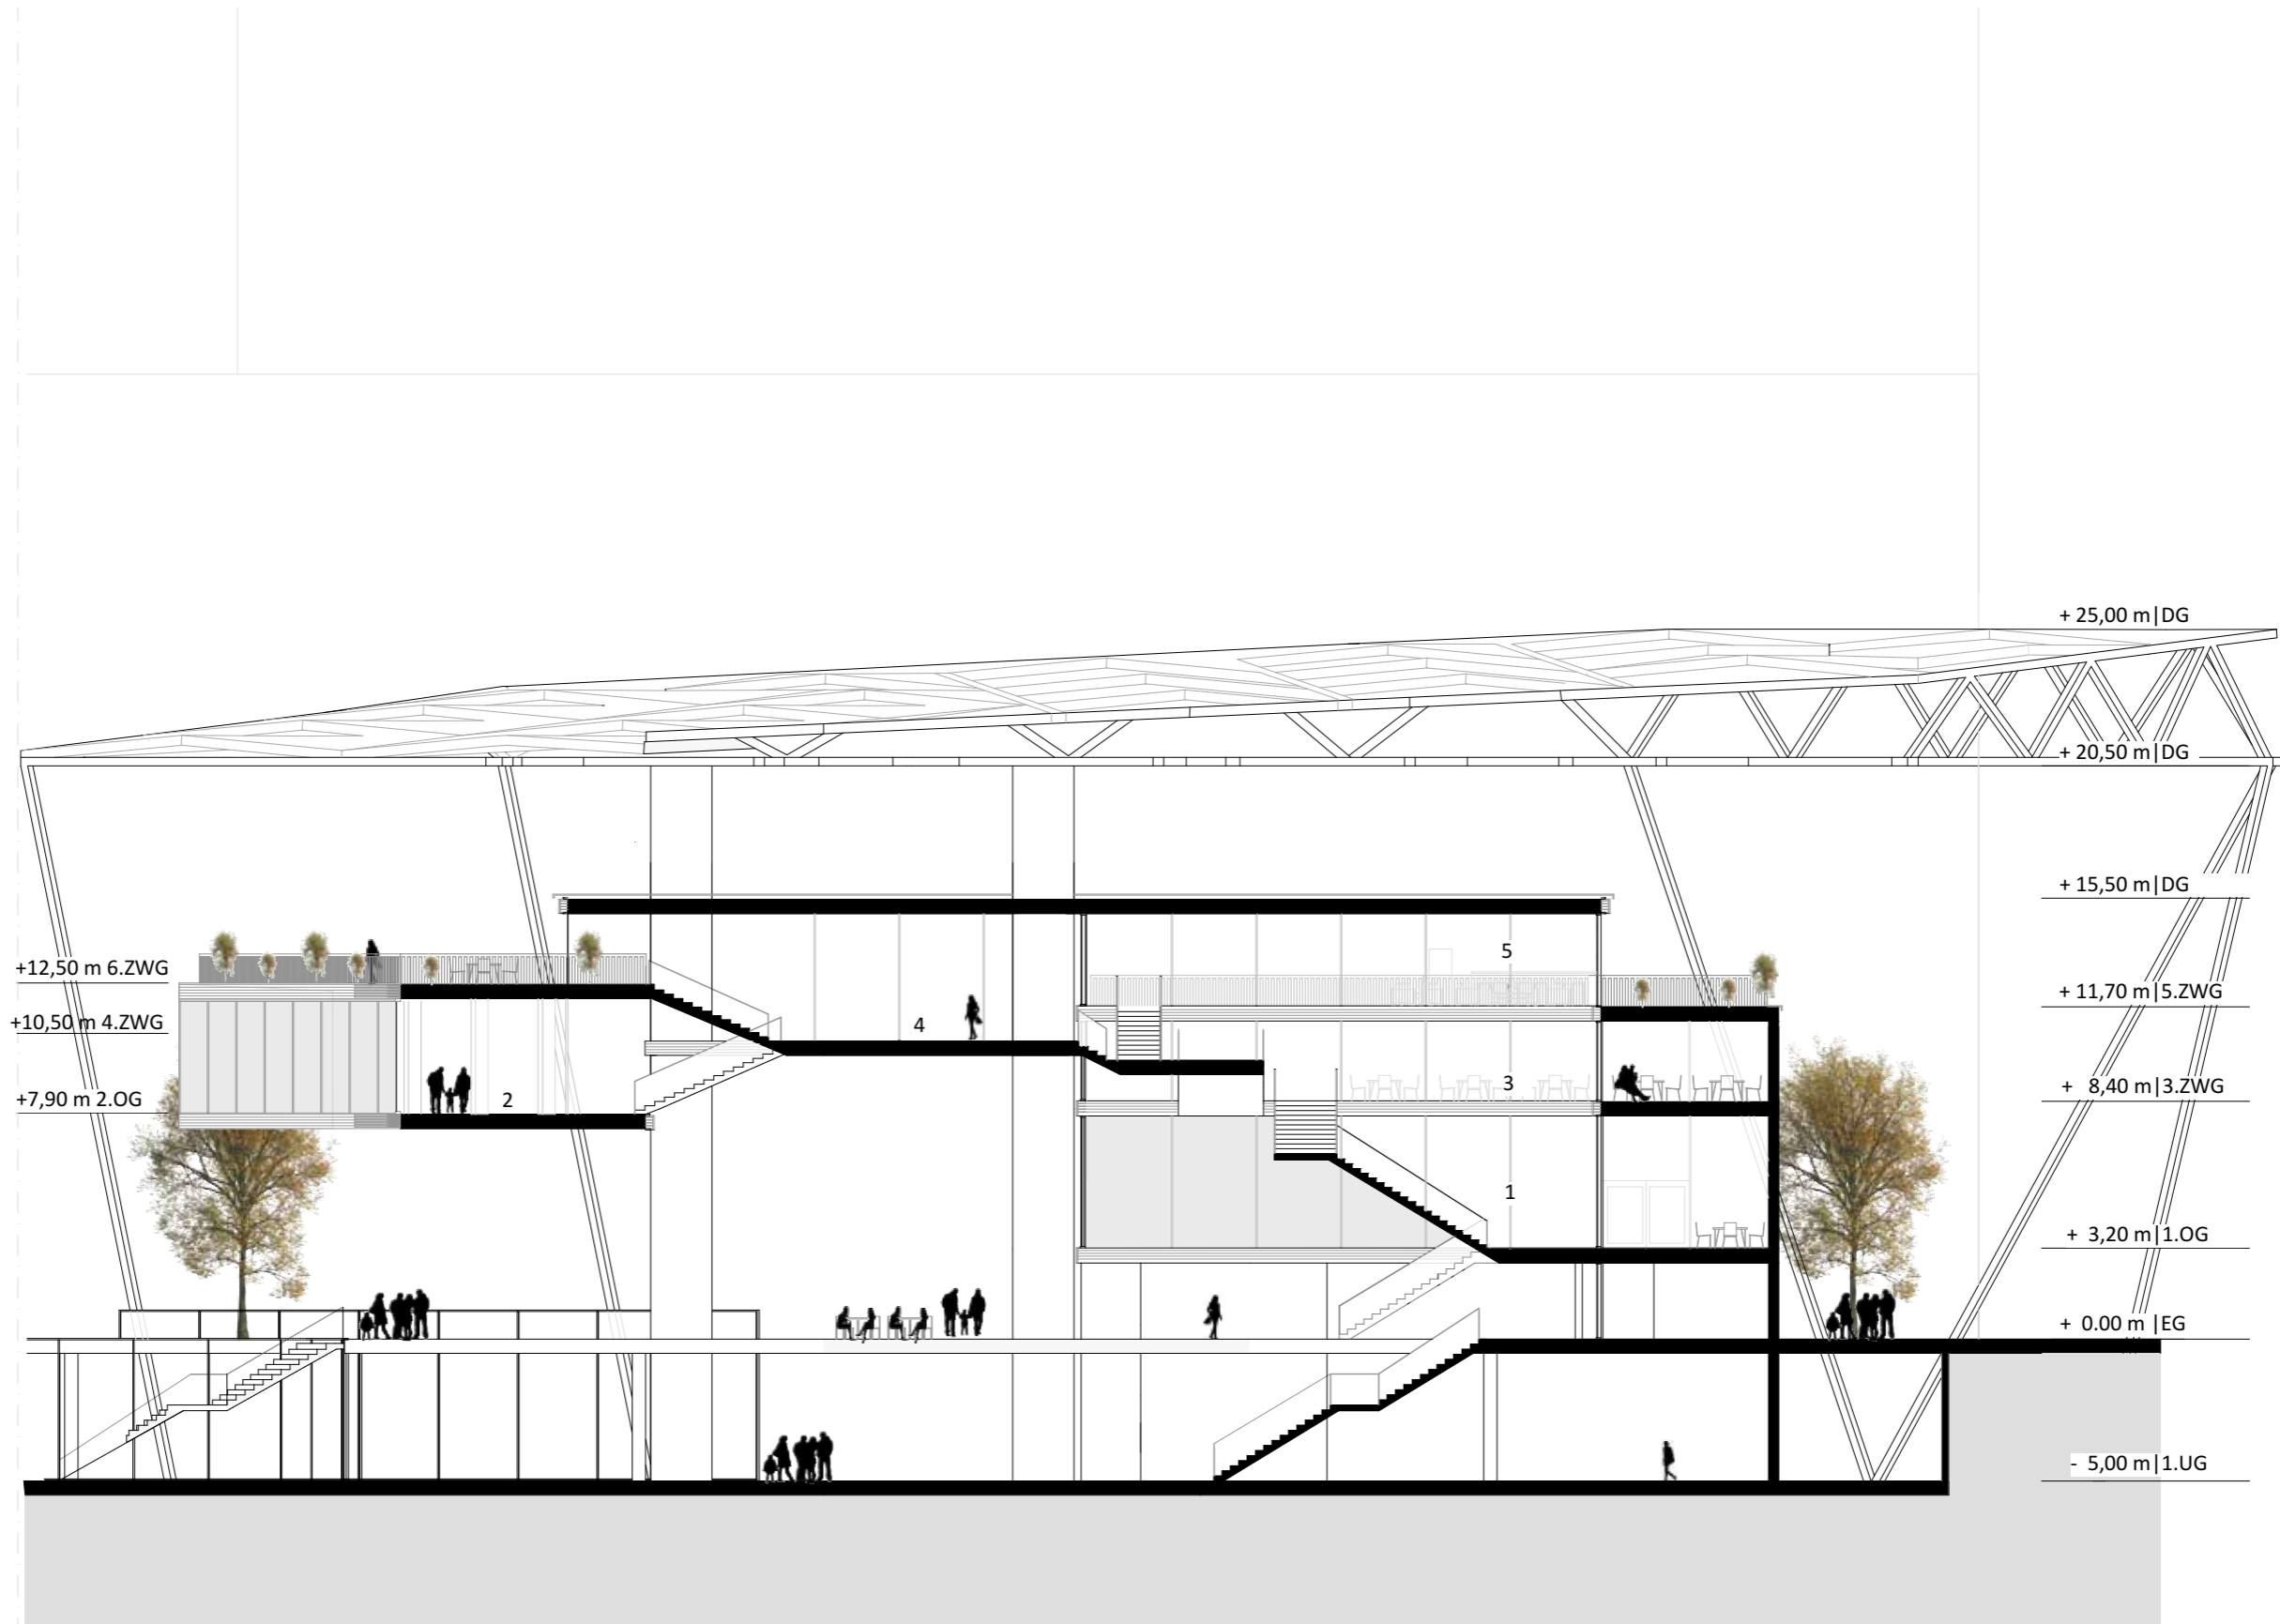 + 25,00 m|DG
+ 20,50 m|DG
+ 15,50 m|DG
5
+12,50 m 6.ZWG
+ 11,70 m|5.ZWG
+10,50 m 4.ZWG
4
3
+ 8,40 m|3.ZWG
+7,90 m 2.OG
2
1
+ 3,20 m|1.OG
+ 0.00 m |EG
- 5,00 m|1.UG